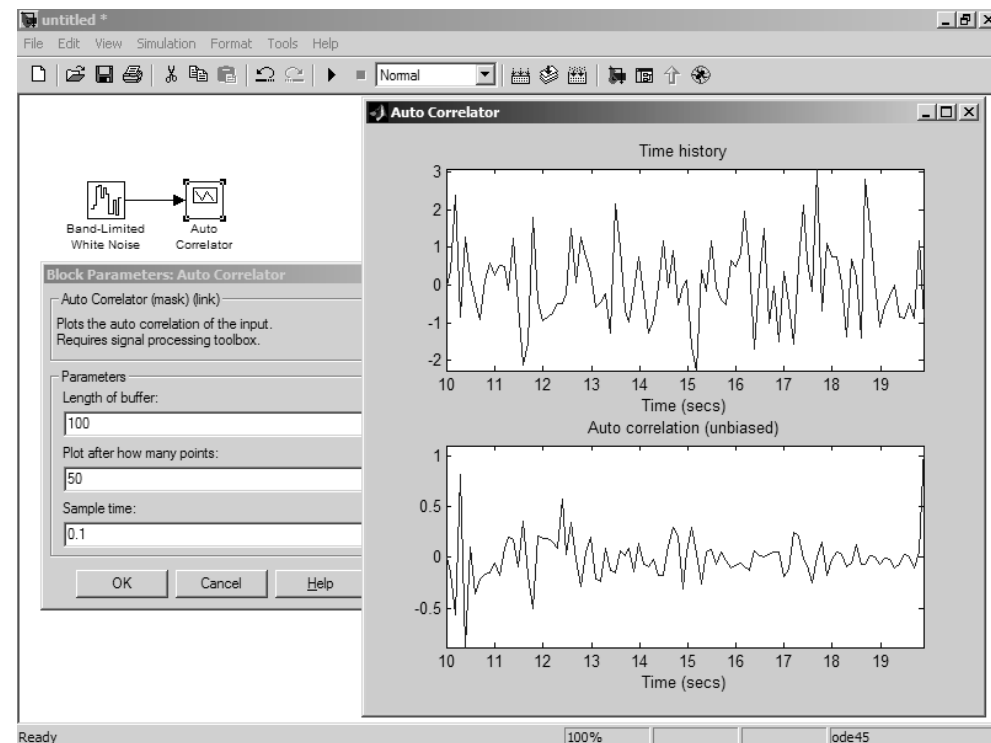 untitled *
File Edit View Simulation Format Tools Help
Normal
Band-Limited
White Noise
Auto
Correlator
Block Parameters: Auto Correlator
Auto Correlator (mask) (link)
Plots the auto correlation of the input.
Requires signal processing toolbox.
Parameters
Length of buffer:
100
Plot after how many points:
50
Sample time:
0.1
OK Cancel Help
Auto Correlator
Time history
3
2
1
0
-1
-2
10 11 12 13 14 15 16 17 18 19
Time (secs)
Auto correlation (unbiased)
1
0.5
0
-0.5
10 11 12 13 14 15 16 17 18 19
Time (secs)
Ready 100% ode45